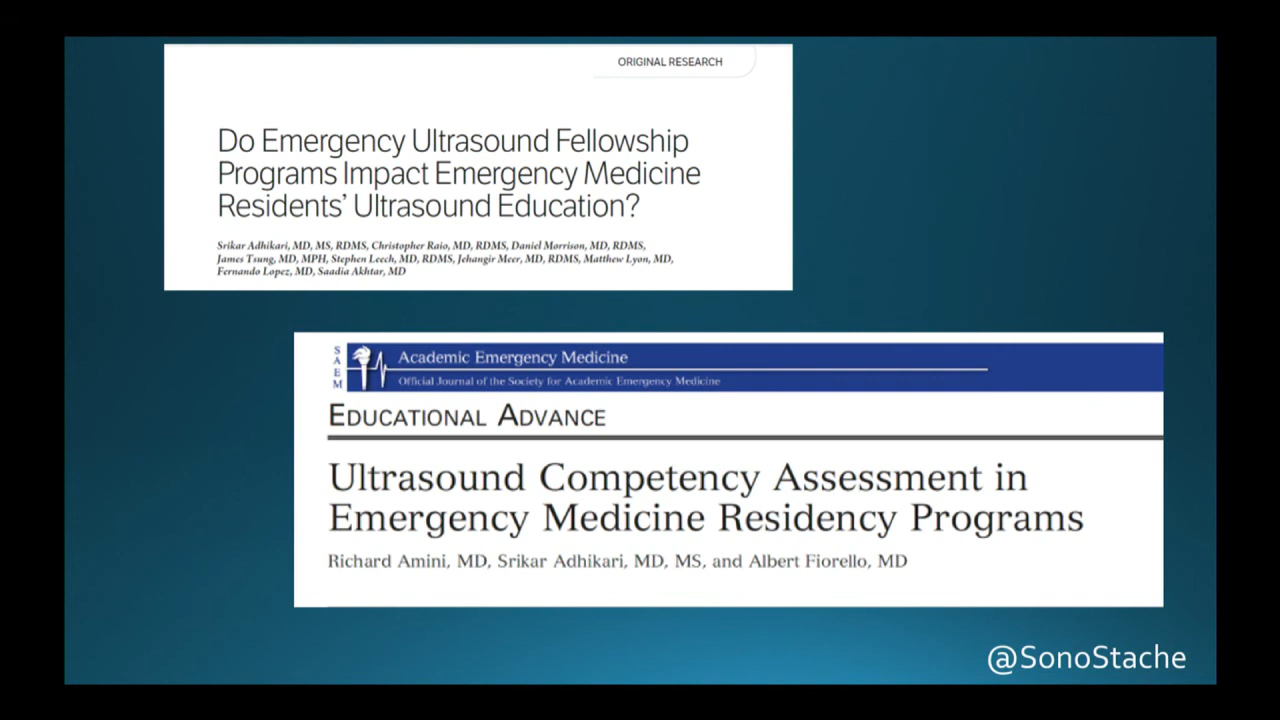 ORIGINAL RESEARCH
Do Emergency Ultrasound Fellowship
Programs Impact Emergency Medicine
Residents’ Ultrasound Education?
Srikar Adhikari, MD, MS, RDMS, Christopher Raio, MD, RDMS, Daniel Morrison, MD, RDMS,
James Tsung, MD, MPH, Stephen Leech, MD, RDMS, Jehangir Meer, MD, RDMS, Matthew Lyon, MD,
Fernando Lopez, MD, Saadia Akhtar, MD
SAEM
Academic Emergency Medicine
Official Journal of the Society for Academic Emergency Medicine
EDUCATIONAL ADVANCE
Ultrasound Competency Assessment in
Emergency Medicine Residency Programs
Richard Amini, MD, Srikar Adhikari, MD, MS, and Albert Fiorello, MD
@SonoStache